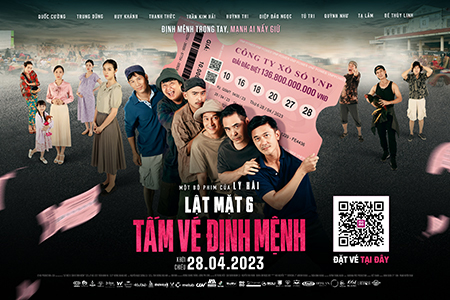 QUỐC CƯỜNG TRUNG DŨNG HUY KHÁNH THANH THỨC TRẦN KIM HẢI HUỲNH THI DIỆP BẢO NGỌC TÚ TRI QUỲNH NHƯ TẠ LÂM BÉ THÙY LINH
ĐỊNH MỆNH TRONG TAY, MẠNH AI NẤY GIỮ
CÔNG TY XỔ SỐ VNP
GIẢI ĐẶC BIỆT 136.800.000.000 VNĐ
10 16 18 20 27 28
MỘT BỘ PHIM CỦA LÝ HẢI
LẬT MẶT 6
TẤM VÉ ĐỊNH MỆNH
KHỞI CHIẾU 28.04.2023
ĐẶT VÉ TẠI ĐÂY